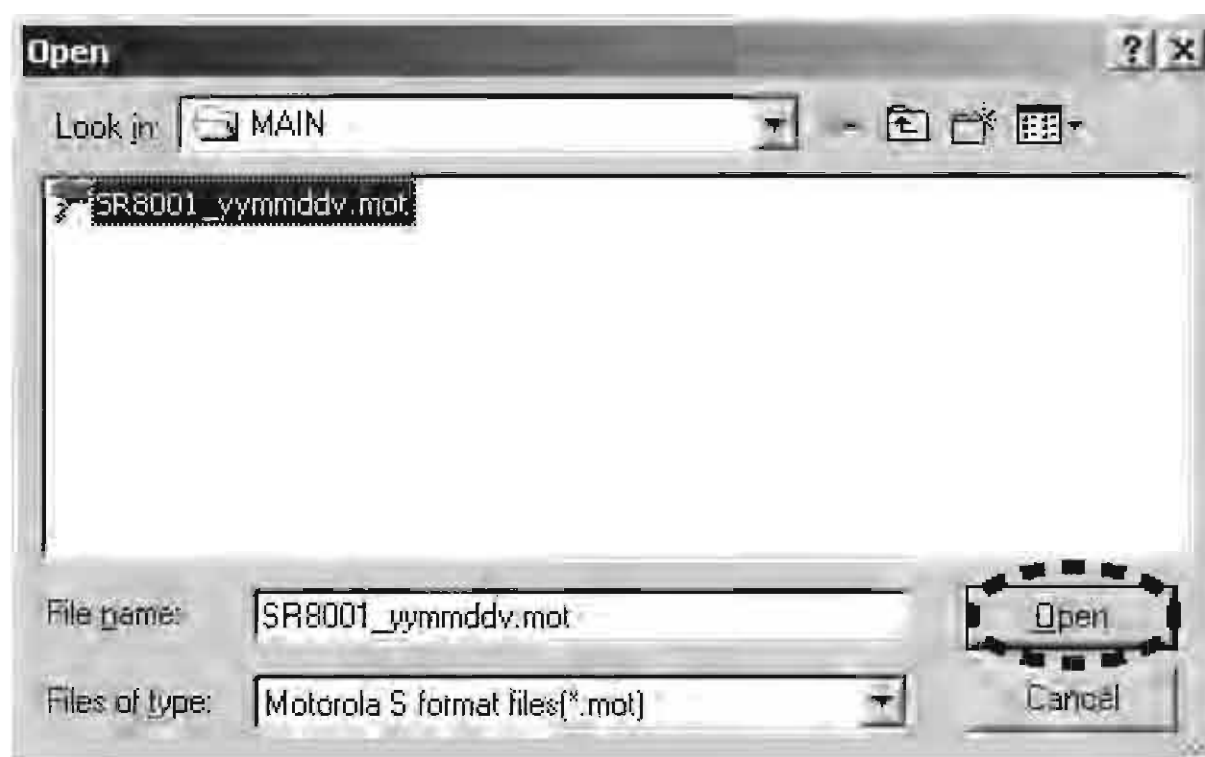 Open
Look in: MAIN
SR8001_yymmddv.mot
File name: SR8001_yymmddv.mot Open
Files of type: Motorola S format files(*.mot) Cancel